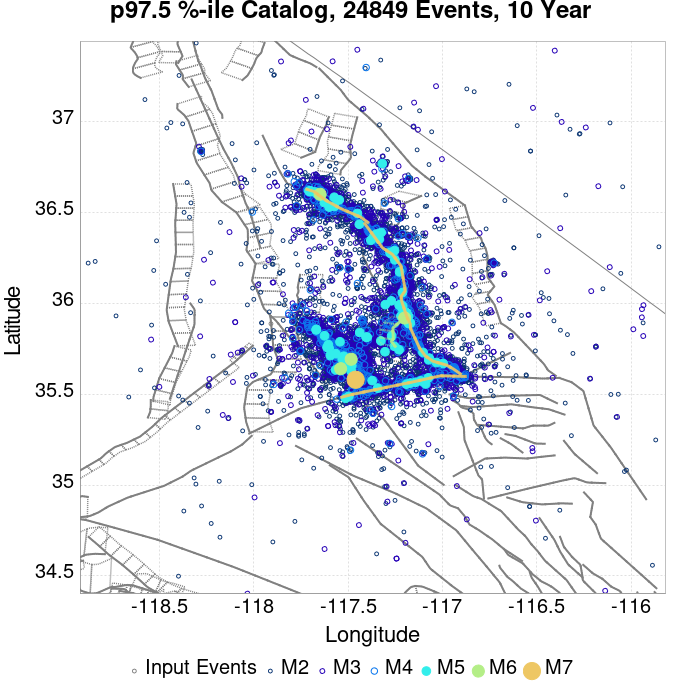 p97.5 %-ile Catalog, 24849 Events, 10 Year
37
36.5
36
35.5
35
34.5
Latitude
-118.5 -118 -117.5 -117 -116.5 -116
Longitude
Input Events M2 M3 M4 M5 M6 M7